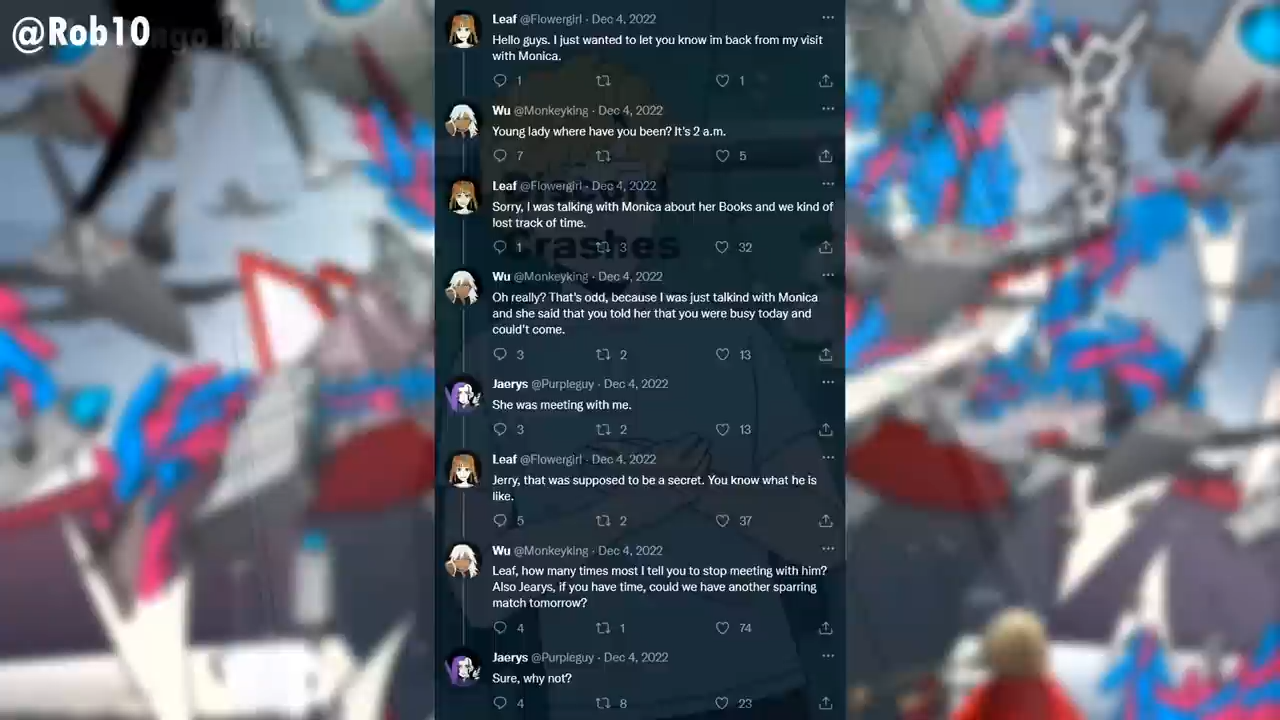 @Rob10
Leaf @Flowergirl · Dec 4, 2022
Hello guys. I just wanted to let you know im back from my visit
with Monica.
1 1
Wu @Monkeyking · Dec 4, 2022
Young lady where have you been? It's 2 a.m.
7 5
Leaf @Flowergirl · Dec 4, 2022
Sorry, I was talking with Monica about her Books and we kind of
lost track of time.
1 3 32
Wu @Monkeyking · Dec 4, 2022
Oh really? That's odd, because I was just talkind with Monica
and she said that you told her that you were busy today and
could't come.
3 2 13
Jaerys @Purpleguy · Dec 4, 2022
She was meeting with me.
3 2 13
Leaf @Flowergirl · Dec 4, 2022
Jerry, that was supposed to be a secret. You know what he is
like.
5 2 37
Wu @Monkeyking · Dec 4, 2022
Leaf, how many times most I tell you to stop meeting with him?
Also Jearys, if you have time, could we have another sparring
match tomorrow?
4 1 74
Jaerys @Purpleguy · Dec 4, 2022
Sure, why not?
4 8 23